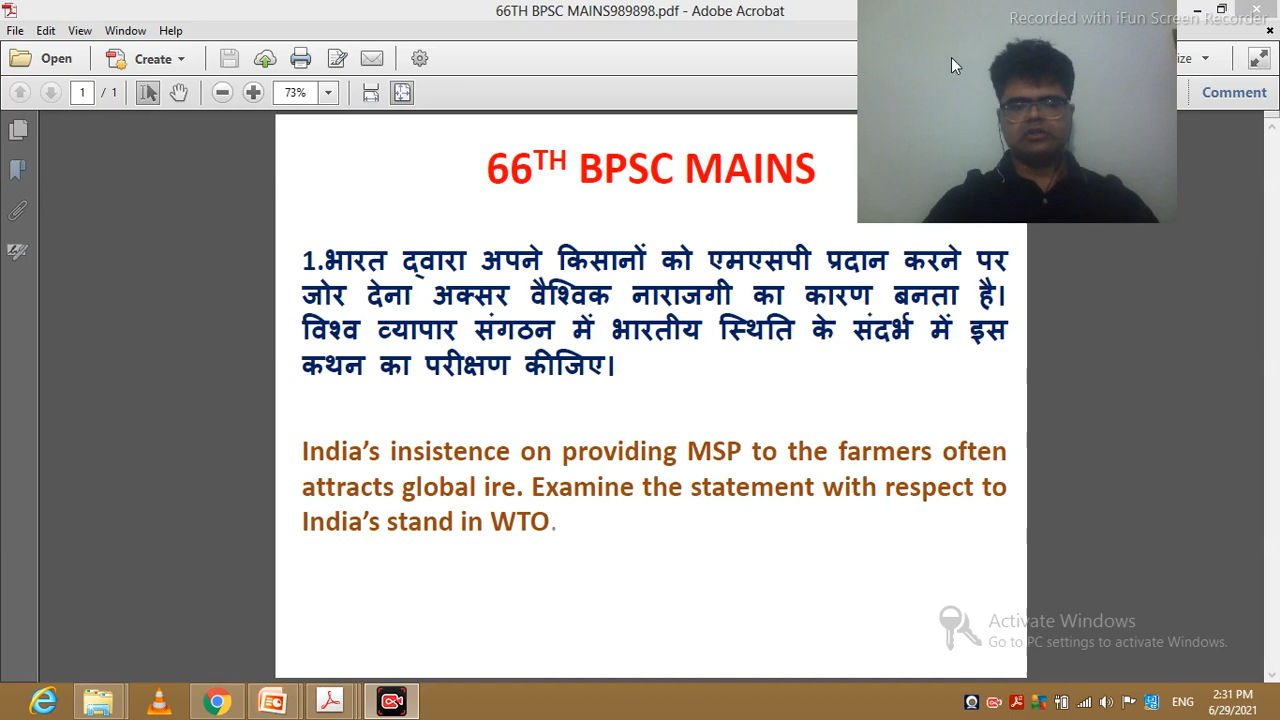 66TH BPSC MAINS989898.pdf - Adobe Acrobat
Recorded with iFun Screen Recorder
File Edit View Window Help
Open Create
1 / 1 73% Comment
66TH BPSC MAINS
1.भारत द्वारा अपने किसानों को एमएसपी प्रदान करने पर
जोर देना अक्सर वैश्विक नाराजगी का कारण बनता है।
विश्व व्यापार संगठन में भारतीय स्थिति के संदर्भ में इस
कथन का परीक्षण कीजिए।
India’s insistence on providing MSP to the farmers often
attracts global ire. Examine the statement with respect to
India’s stand in WTO.
Activate Windows
Go to PC settings to activate Windows.
ENG
2:31 PM
6/29/2021